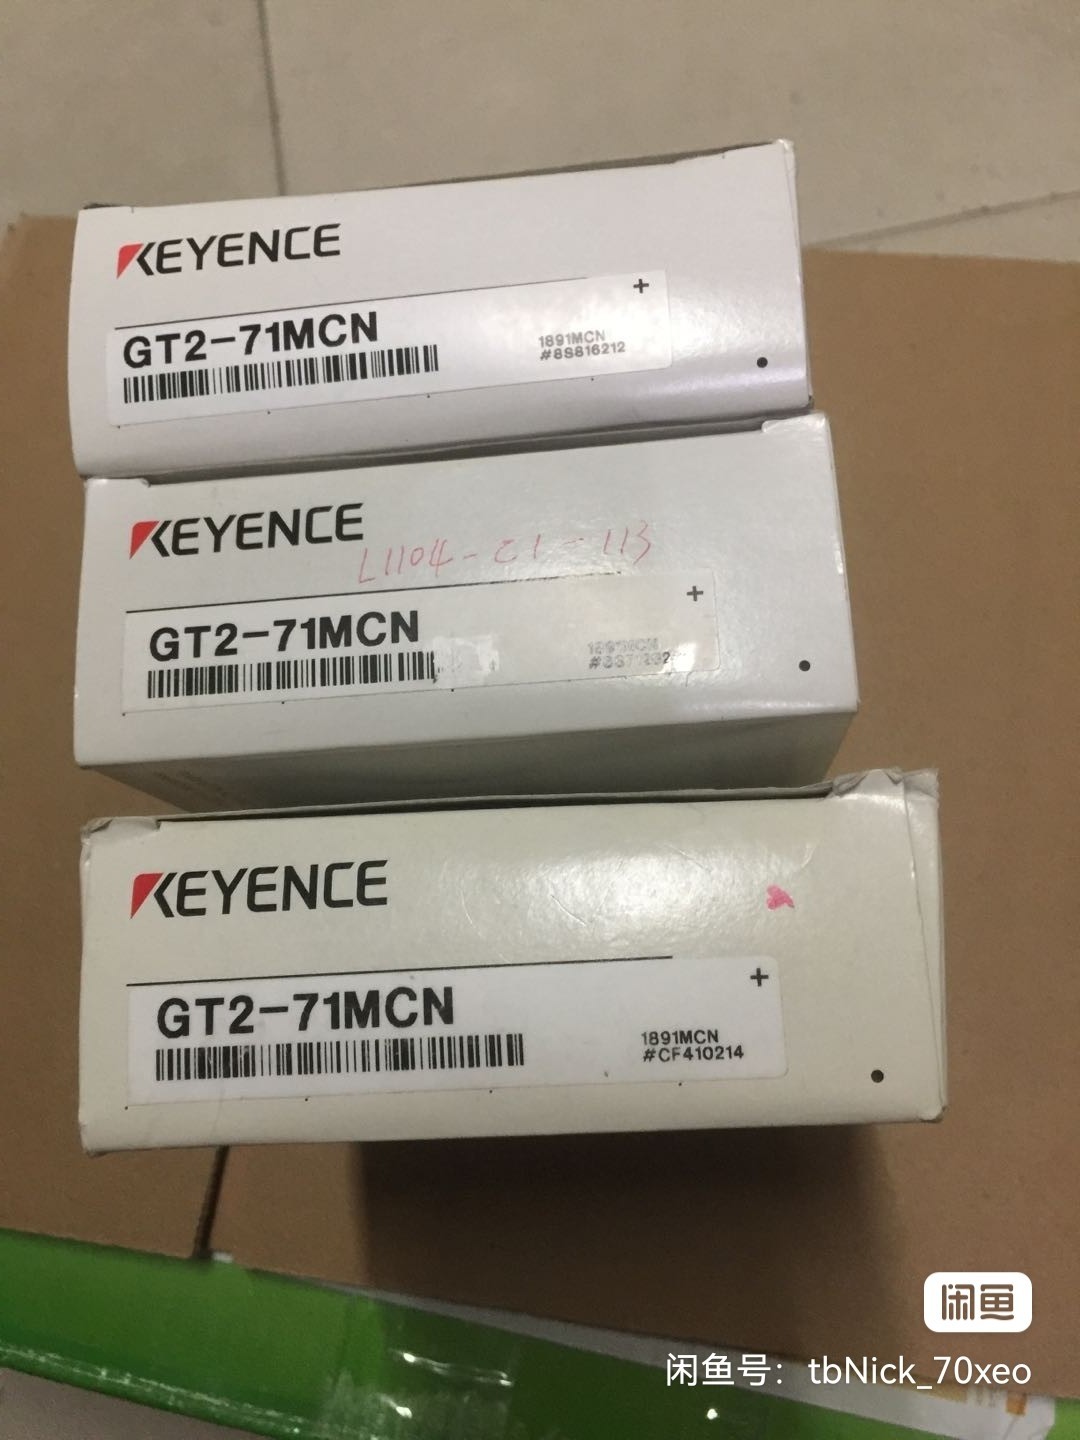 KEYENCE
+
GT2-71MCN
1891MCN
#8S816212
KEYENCE
L1104-C1-113
+
GT2-71MCN
1891MCN
KEYENCE
+
GT2-71MCN
1891MCN
#CF410214
闲鱼
闲鱼号：tbNick_70xeo